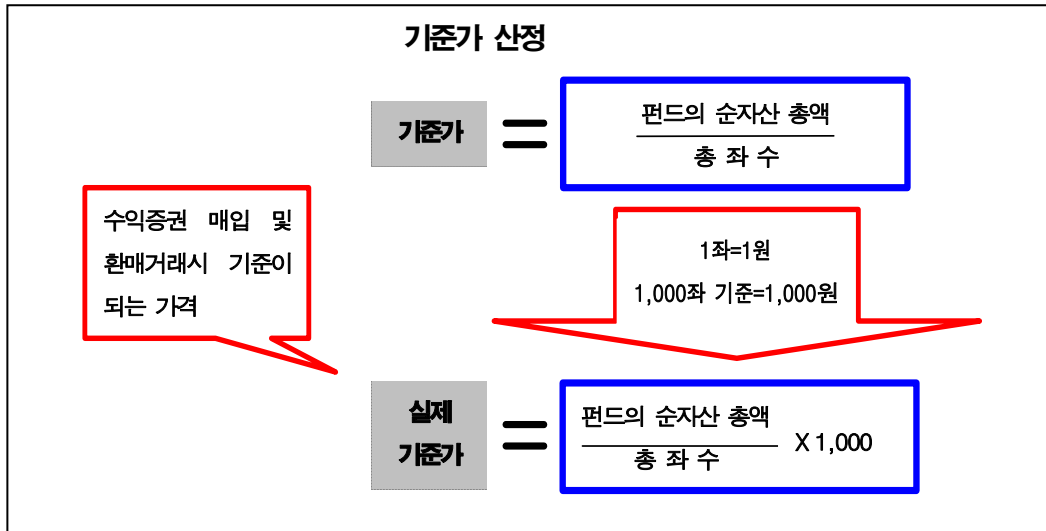 기준가 산정
기준가
=
펀드의 순자산 총액
총 좌 수
수익증권 매입 및
환매거래시 기준이
되는 가격
1좌=1원
1,000좌 기준=1,000원
실제
기준가
=
펀드의 순자산 총액
총 좌 수
X 1,000